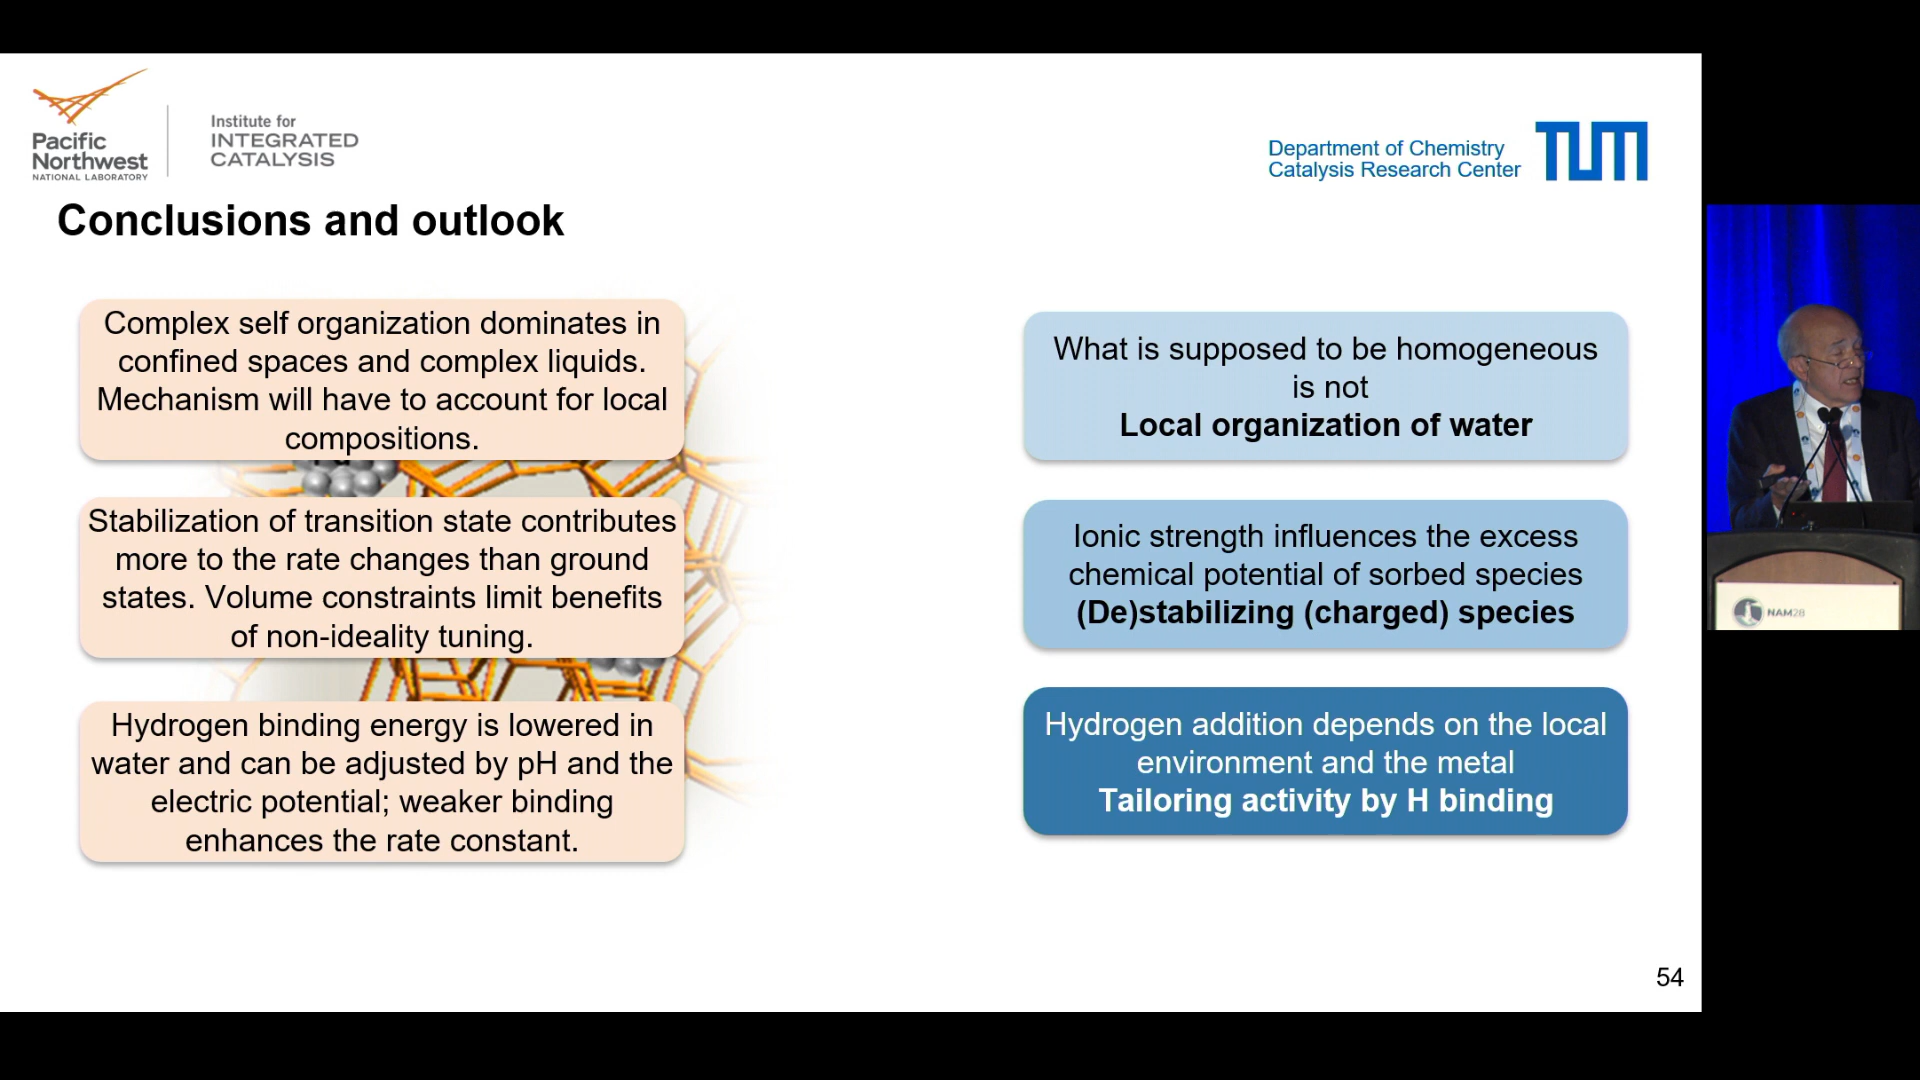 Pacific
Northwest
NATIONAL LABORATORY
Institute for
INTEGRATED
CATALYSIS
Department of Chemistry
Catalysis Research Center
TUM
Conclusions and outlook
Complex self organization dominates in
confined spaces and complex liquids.
Mechanism will have to account for local
compositions.
Stabilization of transition state contributes
more to the rate changes than ground
states. Volume constraints limit benefits
of non-ideality tuning.
Hydrogen binding energy is lowered in
water and can be adjusted by pH and the
electric potential; weaker binding
enhances the rate constant.
What is supposed to be homogeneous
is not
Local organization of water
Ionic strength influences the excess
chemical potential of sorbed species
(De)stabilizing (charged) species
Hydrogen addition depends on the local
environment and the metal
Tailoring activity by H binding
54
NAM28